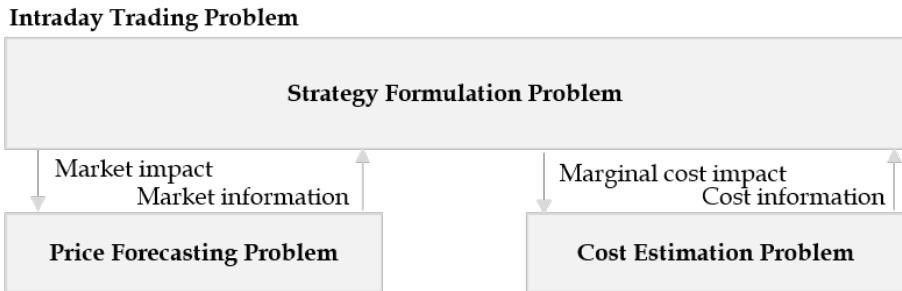 Intraday Trading Problem
Strategy Formulation Problem
Market impact
Market information
Marginal cost impact
Cost information
Price Forecasting Problem
Cost Estimation Problem